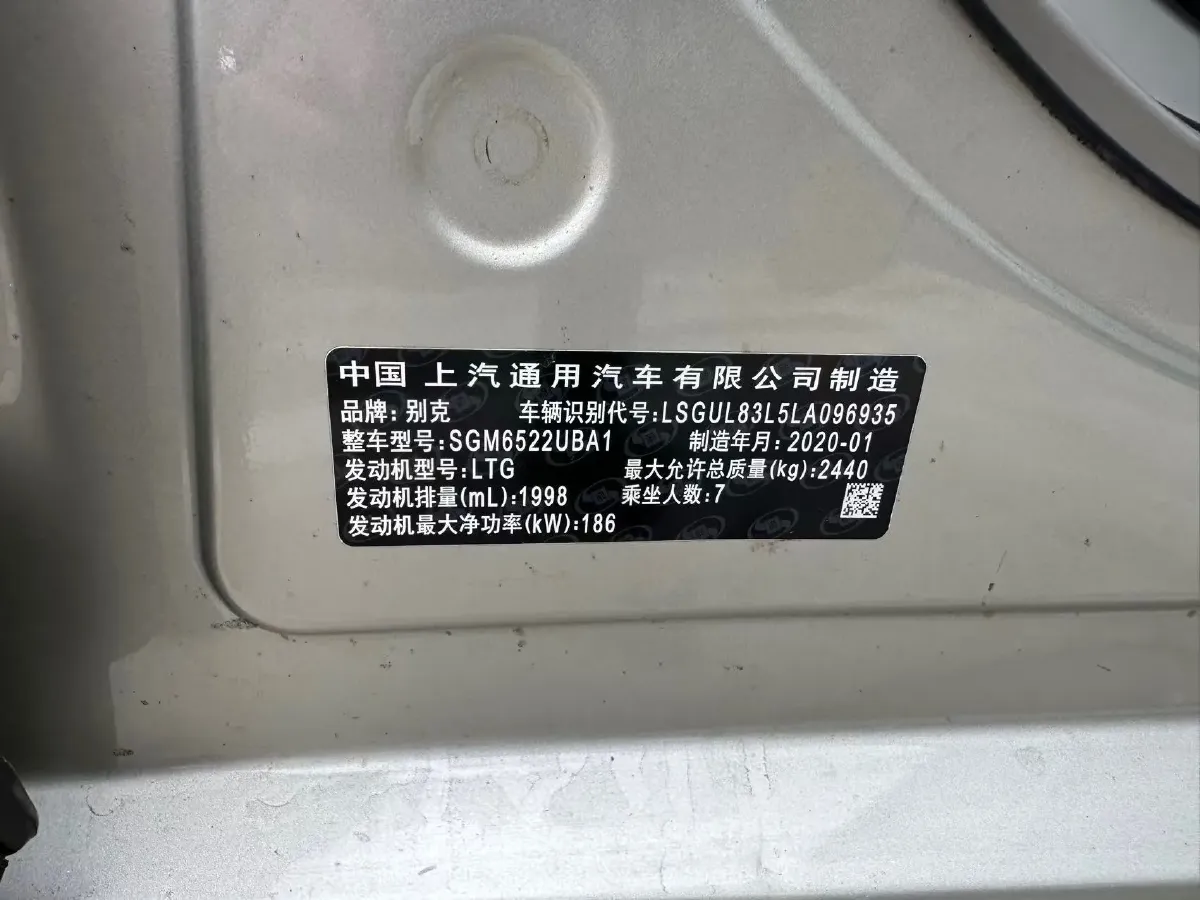 中国 上汽通用汽车有限公司制造
品牌: 别克 车辆识别代号:LSGUL83L5LA096935
整车型号:SGM6522UBA1 制造年月:2020-01
发动机型号:LTG 最大允许总质量(kg):2440
发动机排量(mL):1998 乘坐人数:7
发动机最大净功率(kW):186